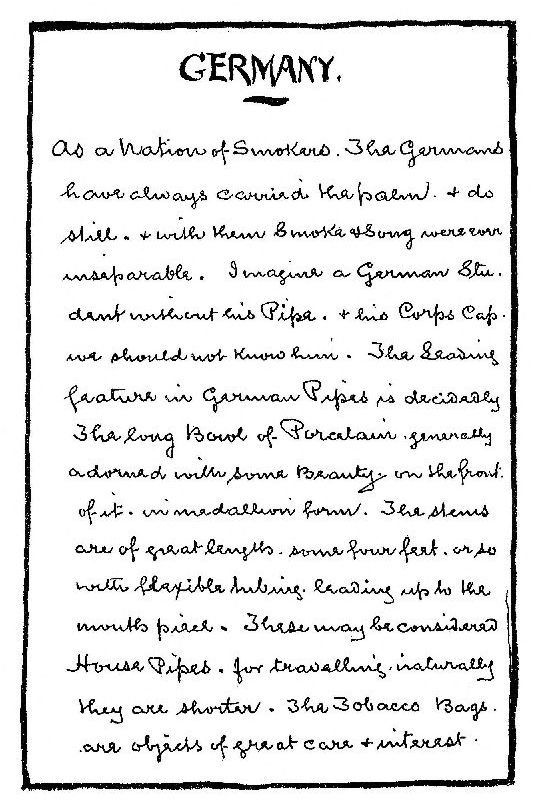 GERMANY.
As a Nation of Smokers. The Germans
have always carried the palm. + do
still. + with them Smoke & Song were ever
inseparable. Imagine a German Stu.
dent without his Pipe. + his Corps Cap.
we should not know him. The Leading
feature in German Pipes is decidedly
The long Bowl of Porcelain. generally
adorned with some Beauty. on the front.
of it. in medallion form. The stems
are of great length. some four feet. or so
with flexible tubing. leading up to the
mouth piece. These may be considered
House Pipes. for travelling. naturally
they are shorter. The Tobacco Bags.
are objects of great care + interest.